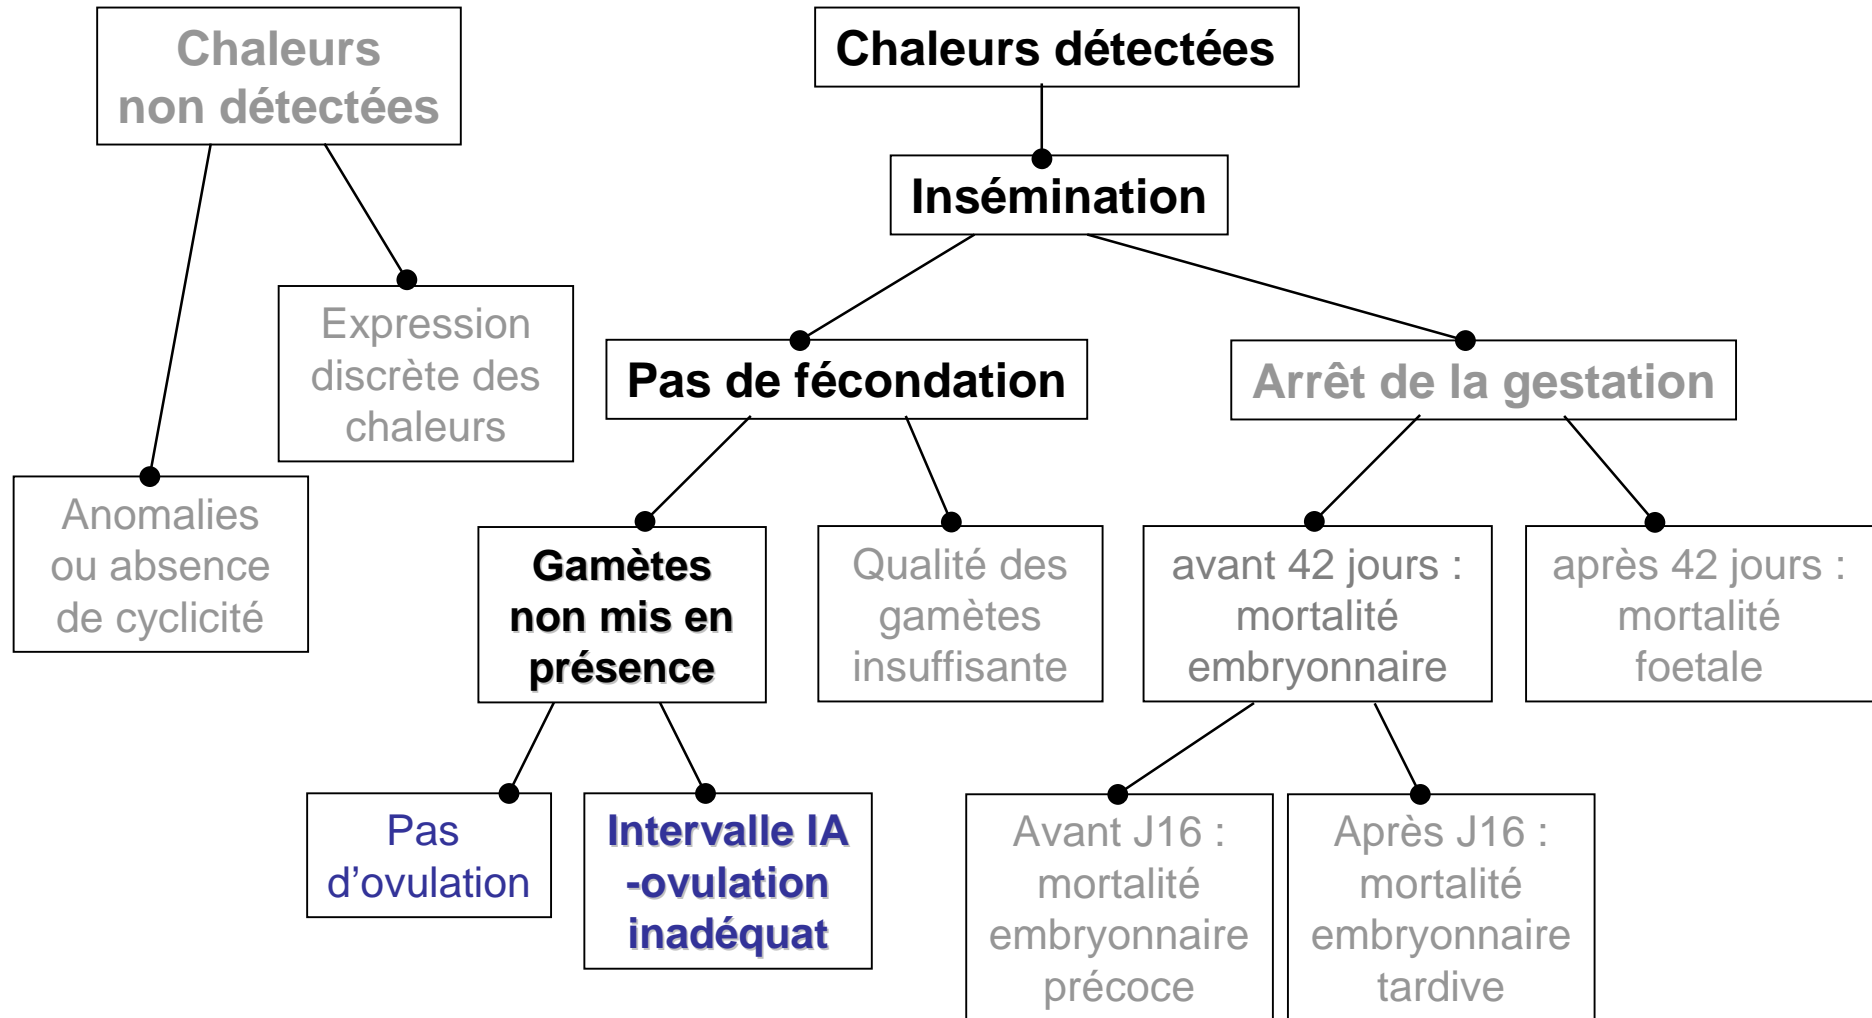 Chaleurs
non détectées
Chaleurs détectées
Insémination
Expression
discrète des
chaleurs
Pas de fécondation
Arrêt de la gestation
Anomalies
ou absence
de cyclicité
Gamètes
non mis en
présence
Qualité des
gamètes
insuffisante
avant 42 jours :
mortalité
embryonnaire
après 42 jours :
mortalité
foetale
Pas
d’ovulation
Intervalle IA
-ovulation
inadéquat
Avant J16 :
mortalité
embryonnaire
précoce
Après J16 :
mortalité
embryonnaire
tardive